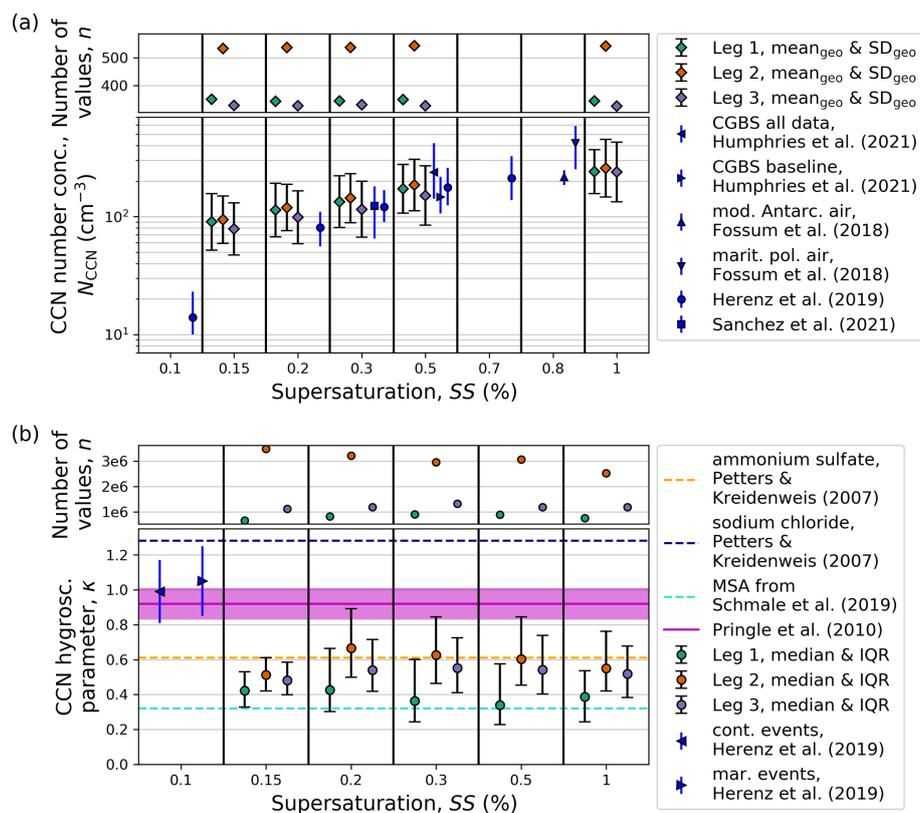 (a)
Number of
values, n
500
400
CCN number conc.,
N_CCN (cm⁻³)
10²
10¹
0.1 0.15 0.2 0.3 0.5 0.7 0.8 1
Supersaturation, SS (%)
Leg 1, mean_geo & SD_geo
Leg 2, mean_geo & SD_geo
Leg 3, mean_geo & SD_geo
CGBS all data,
Humphries et al. (2021)
CGBS baseline,
Humphries et al. (2021)
mod. Antarc. air,
Fossum et al. (2018)
marit. pol. air,
Fossum et al. (2018)
Herenz et al. (2019)
Sanchez et al. (2021)
(b)
Number of
values, n
3e6
2e6
1e6
CCN hygrosc.
parameter, κ
1.2
1.0
0.8
0.6
0.4
0.2
0.0
0.1 0.15 0.2 0.3 0.5 1
Supersaturation, SS (%)
ammonium sulfate,
Petters &
Kreidenweis (2007)
sodium chloride,
Petters &
Kreidenweis (2007)
MSA from
Schmale et al. (2019)
Pringle et al. (2010)
Leg 1, median & IQR
Leg 2, median & IQR
Leg 3, median & IQR
cont. events,
Herenz et al. (2019)
mar. events,
Herenz et al. (2019)